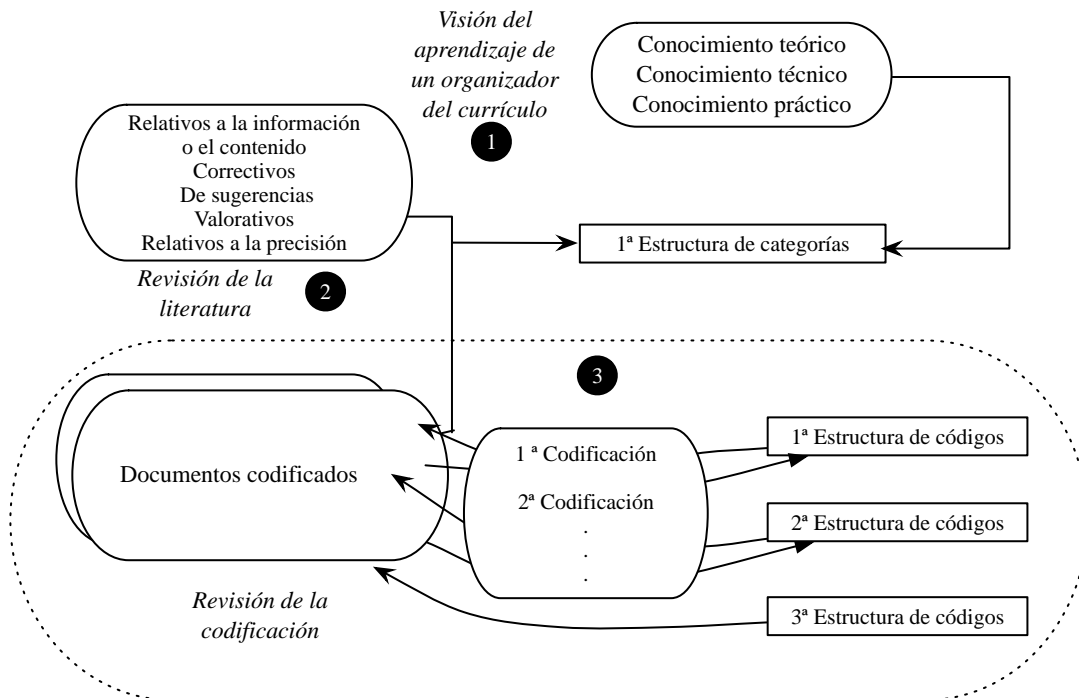 Visión del
aprendizaje de
un organizador
del currículo
1
Conocimiento teórico
Conocimiento técnico
Conocimiento práctico
Relativos a la información
o el contenido
Correctivos
De sugerencias
Valorativos
Relativos a la precisión
1ª Estructura de categorías
Revisión de la
literatura
2
3
Documentos codificados
1 ª Codificación
2ª Codificación
.
.
.
1ª Estructura de códigos
2ª Estructura de códigos
3ª Estructura de códigos
Revisión de la
codificación